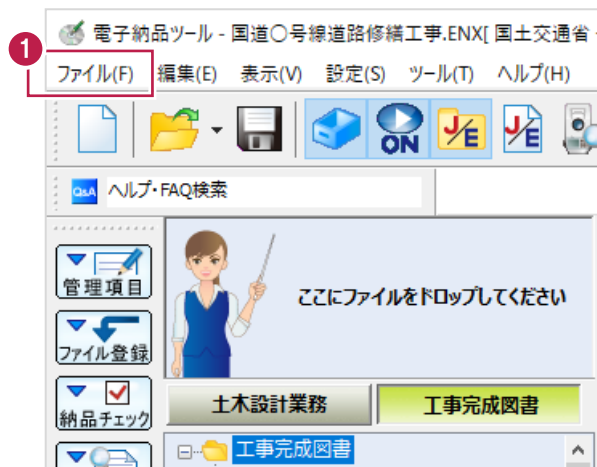 電子納品ツール - 国道〇号線道路修繕工事.ENX[ 国土交通省
1
ファイル(F) 編集(E) 表示(V) 設定(S) ツール(T) ヘルプ(H)
ON J/E J/E
Q&A ヘルプ・FAQ検索
管理項目
ここにファイルをドロップしてください
ファイル登録
納品チェック
土木設計業務 工事完成図書
工事完成図書